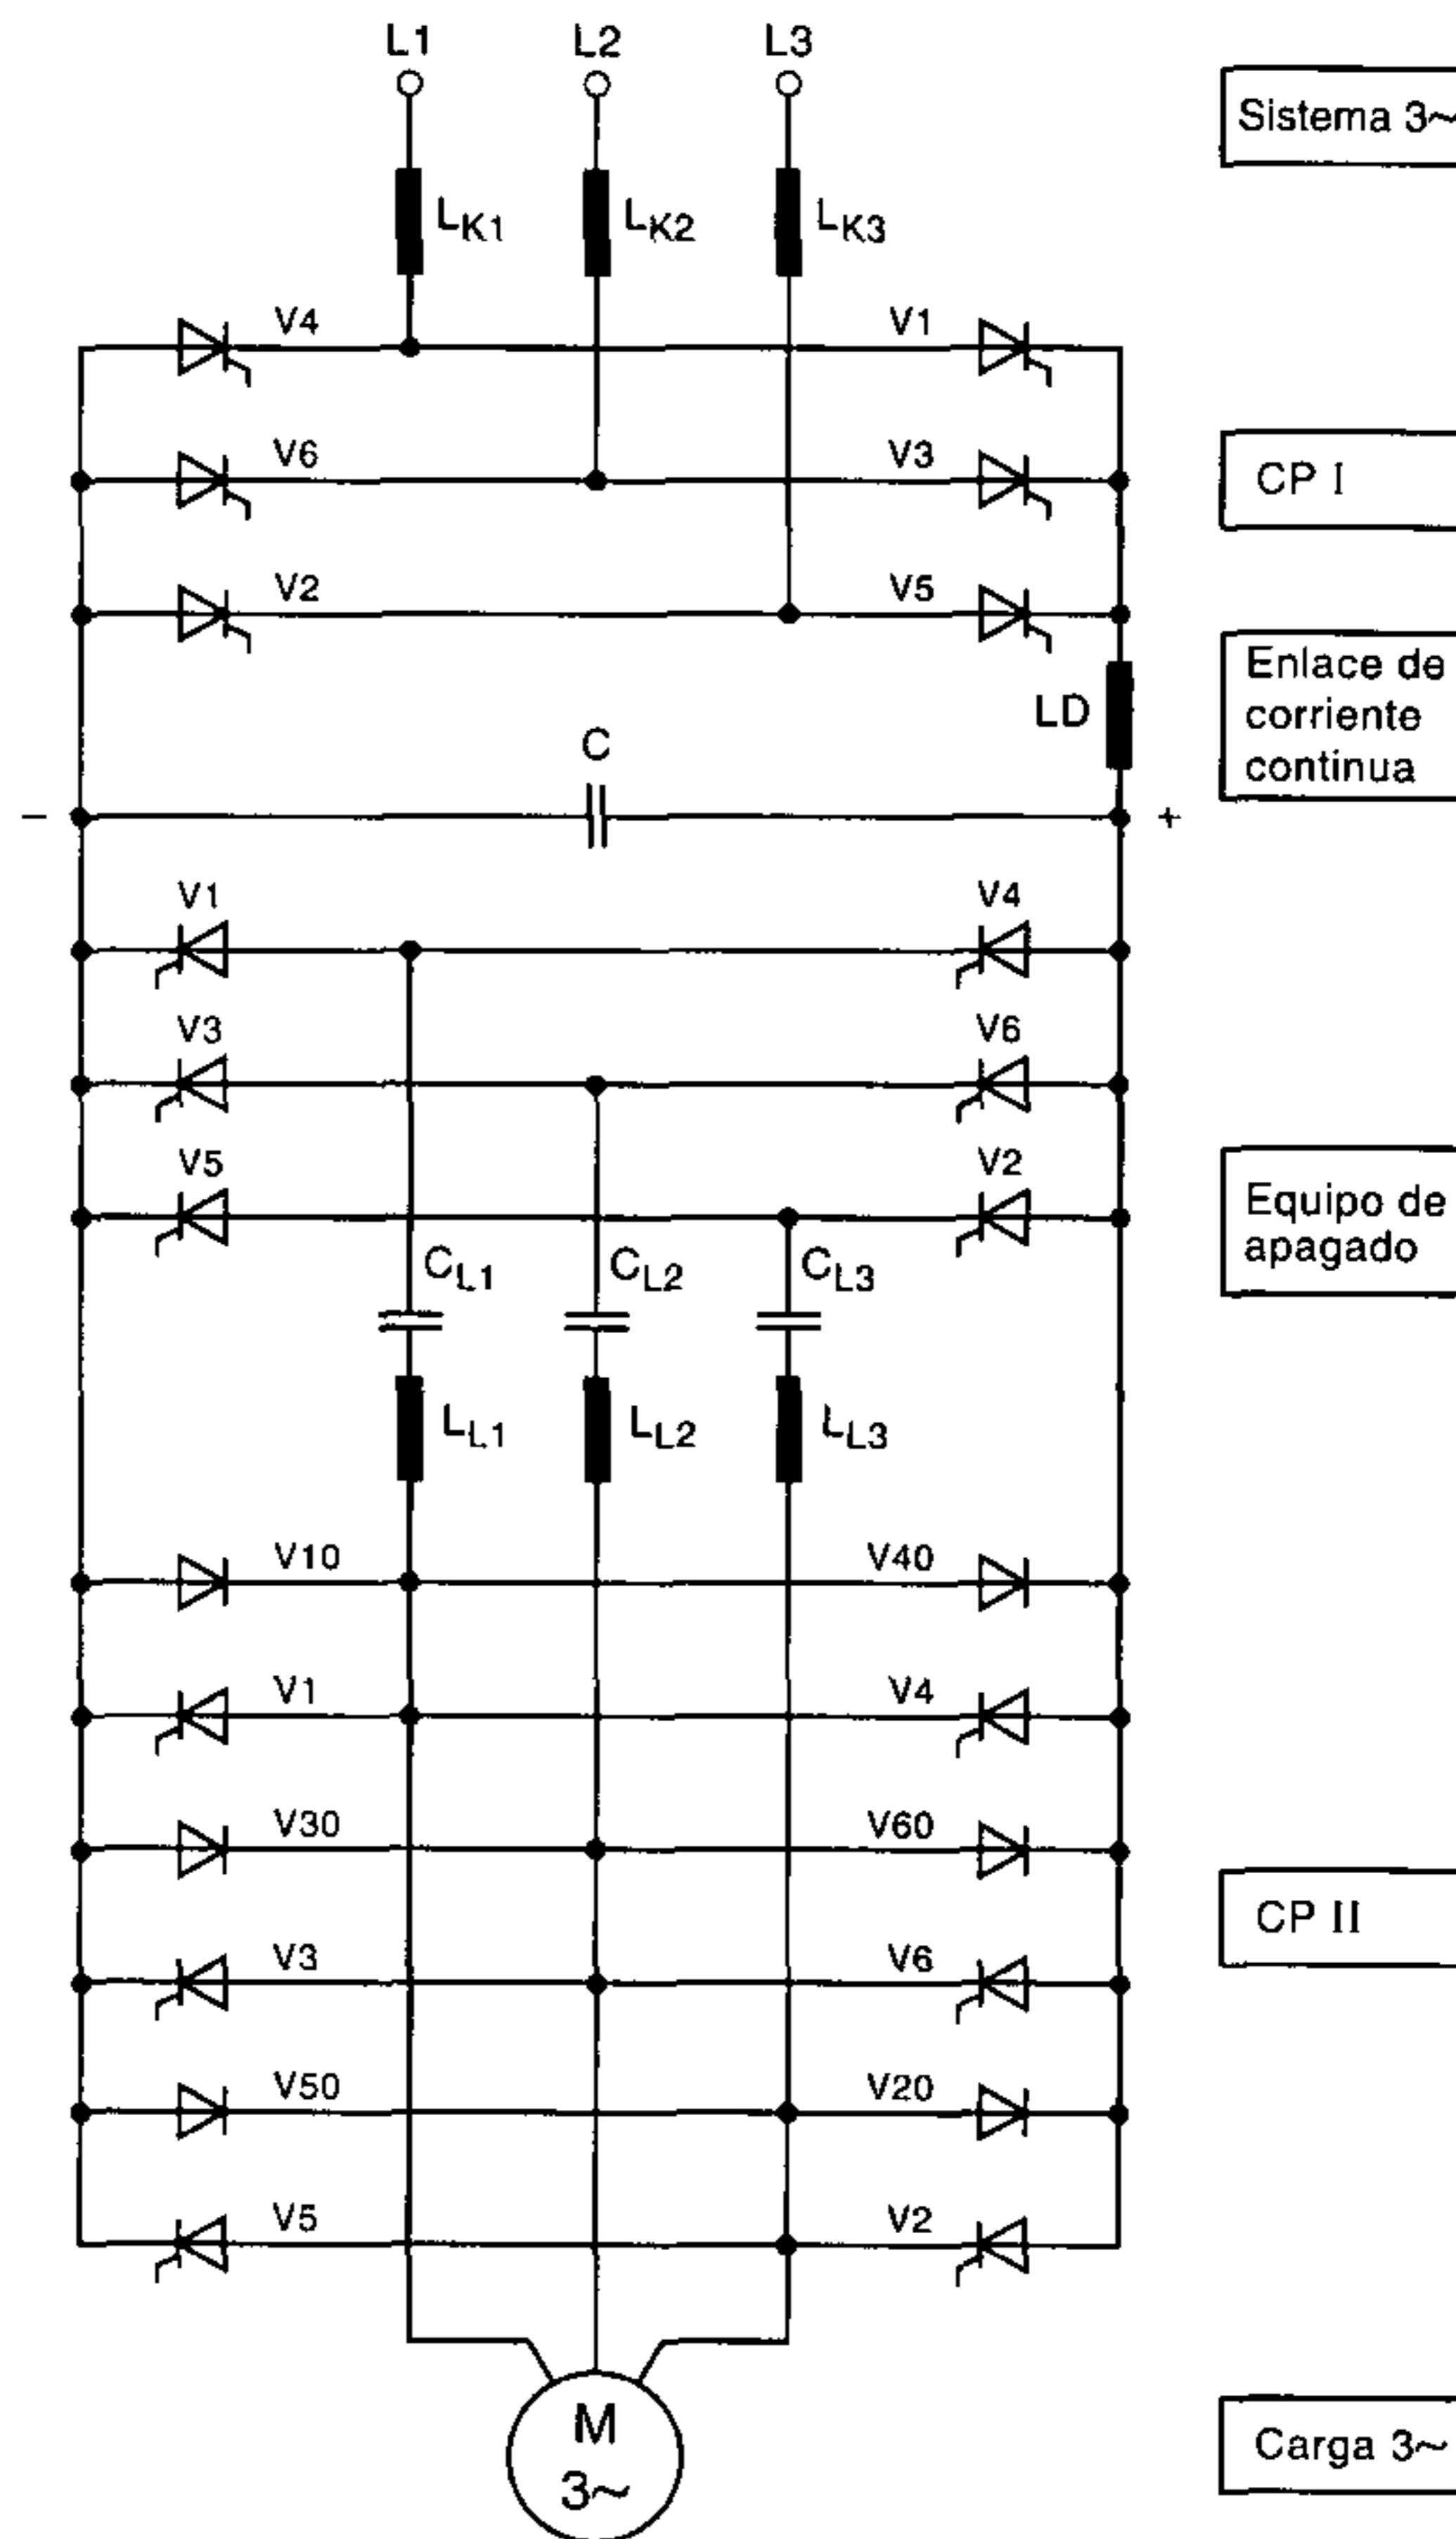 L1 L2 L3
Sistema 3~
LK1 LK2 LK3
V4 V1
V6 V3
CP I
V2 V5
Enlace de
corriente
continua
LD
C
− +
V1 V4
V3 V6
V5 V2
Equipo de
apagado
CL1 CL2 CL3
LL1 LL2 LL3
V10 V40
V1 V4
V30 V60
V3 V6
CP II
V50 V20
V5 V2
M
3~
Carga 3~